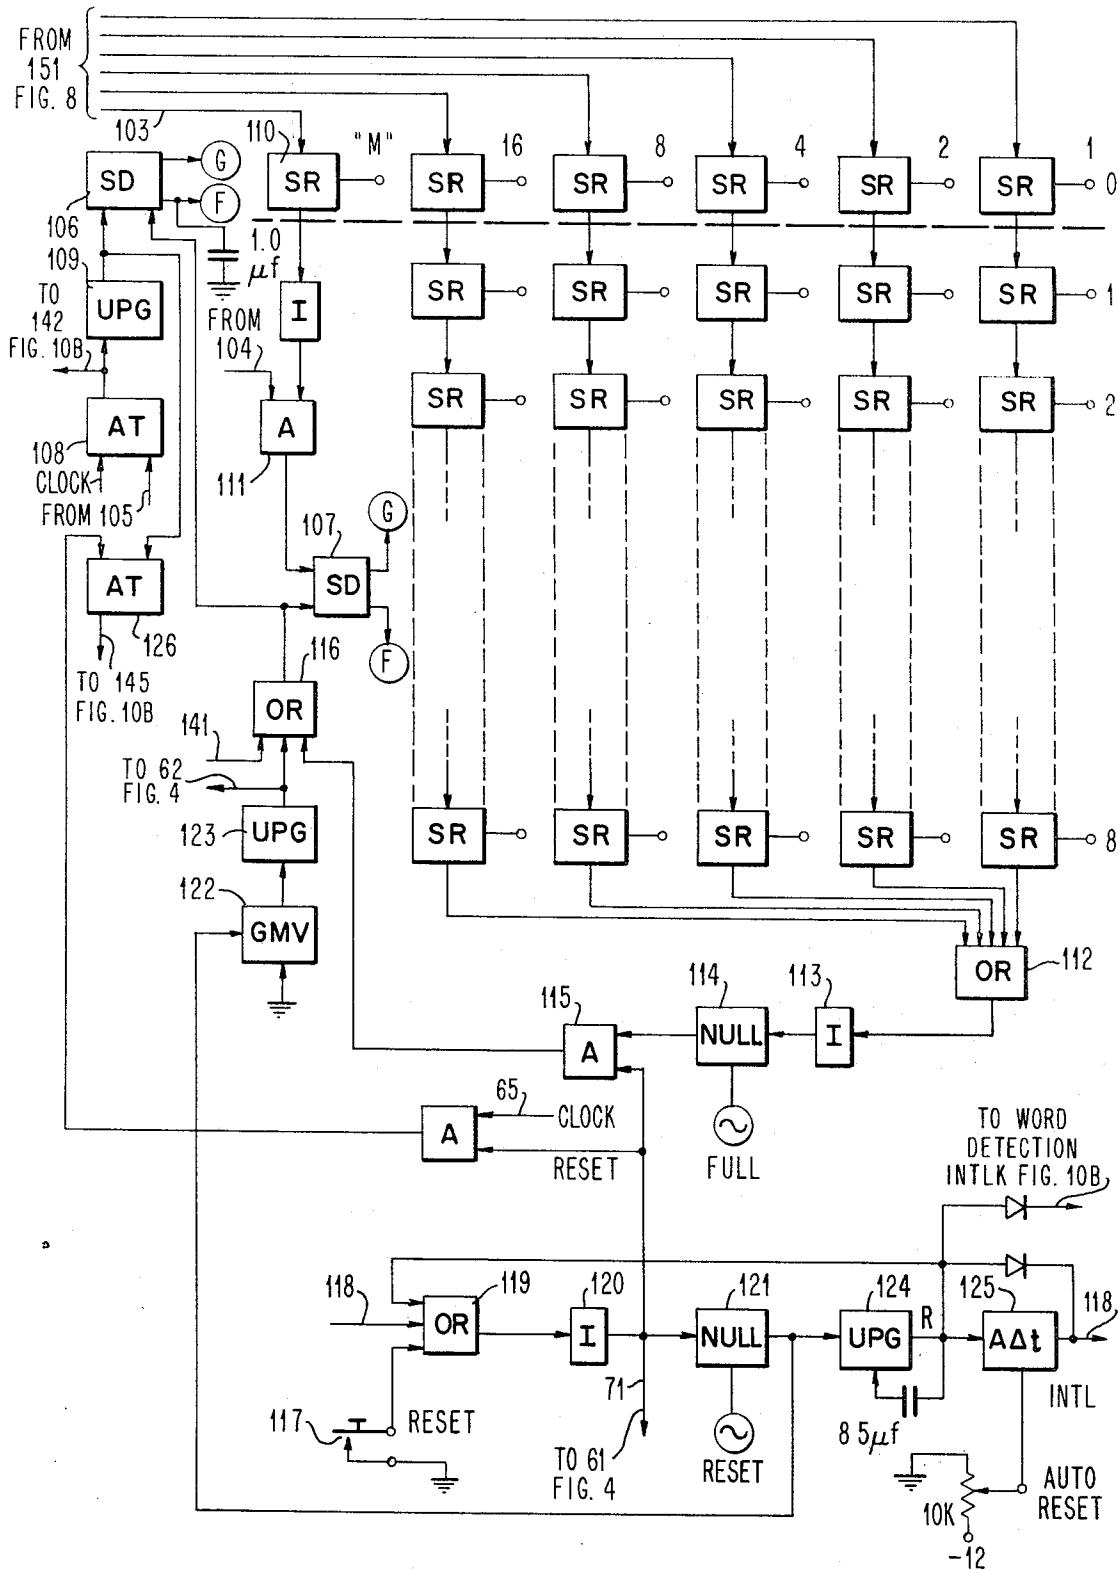 FROM
151
FIG. 8
103
110
"M"
16
8
4
2
1
0
SD
G
F
106
SR
SR
SR
SR
SR
SR
109
1.0
μf
UPG
TO
142
FIG. 10B
FROM
104
I
SR
SR
SR
SR
SR
1
AT
108
CLOCK
FROM 105
A
111
SR
SR
SR
SR
SR
2
107
G
SD
F
AT
126
TO 145
FIG. 10B
116
OR
141
TO 62
FIG. 4
123
UPG
SR
SR
SR
SR
SR
8
122
GMV
OR
112
115
114
113
A
NULL
I
65
CLOCK
A
RESET
FULL
TO WORD
DETECTION
INTLK FIG. 10B
118
119
OR
120
I
121
NULL
124
UPG
R
125
AΔt
118
INTL
71
117
RESET
TO 61
FIG. 4
RESET
8 5μf
10K
-12
AUTO
RESET